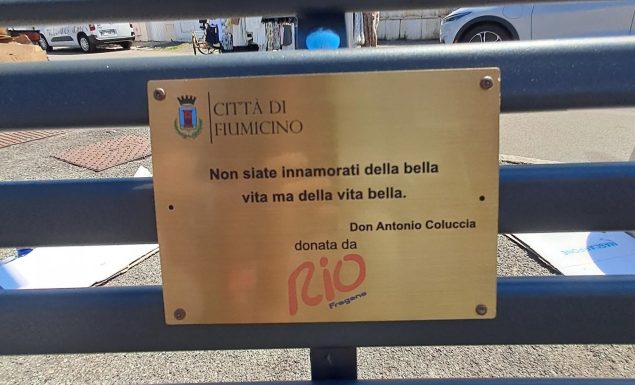 CITTÀ DI
FIUMICINO
Non siate innamorati della bella
vita ma della vita bella.
Don Antonio Coluccia
donata da
Rio
Fregene